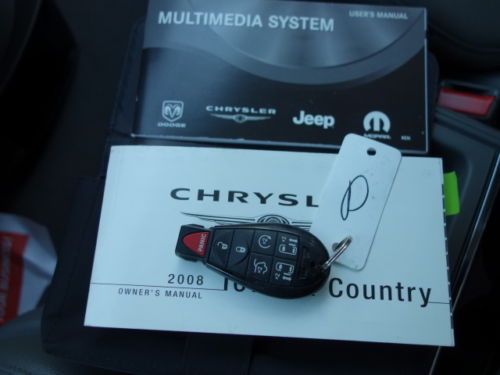 MULTIMEDIA SYSTEM
USER'S MANUAL
DODGE
CHRYSLER
Jeep
MOPAR
CHRYSL
D
PANIC
2008
Country
OWNER'S MANUAL